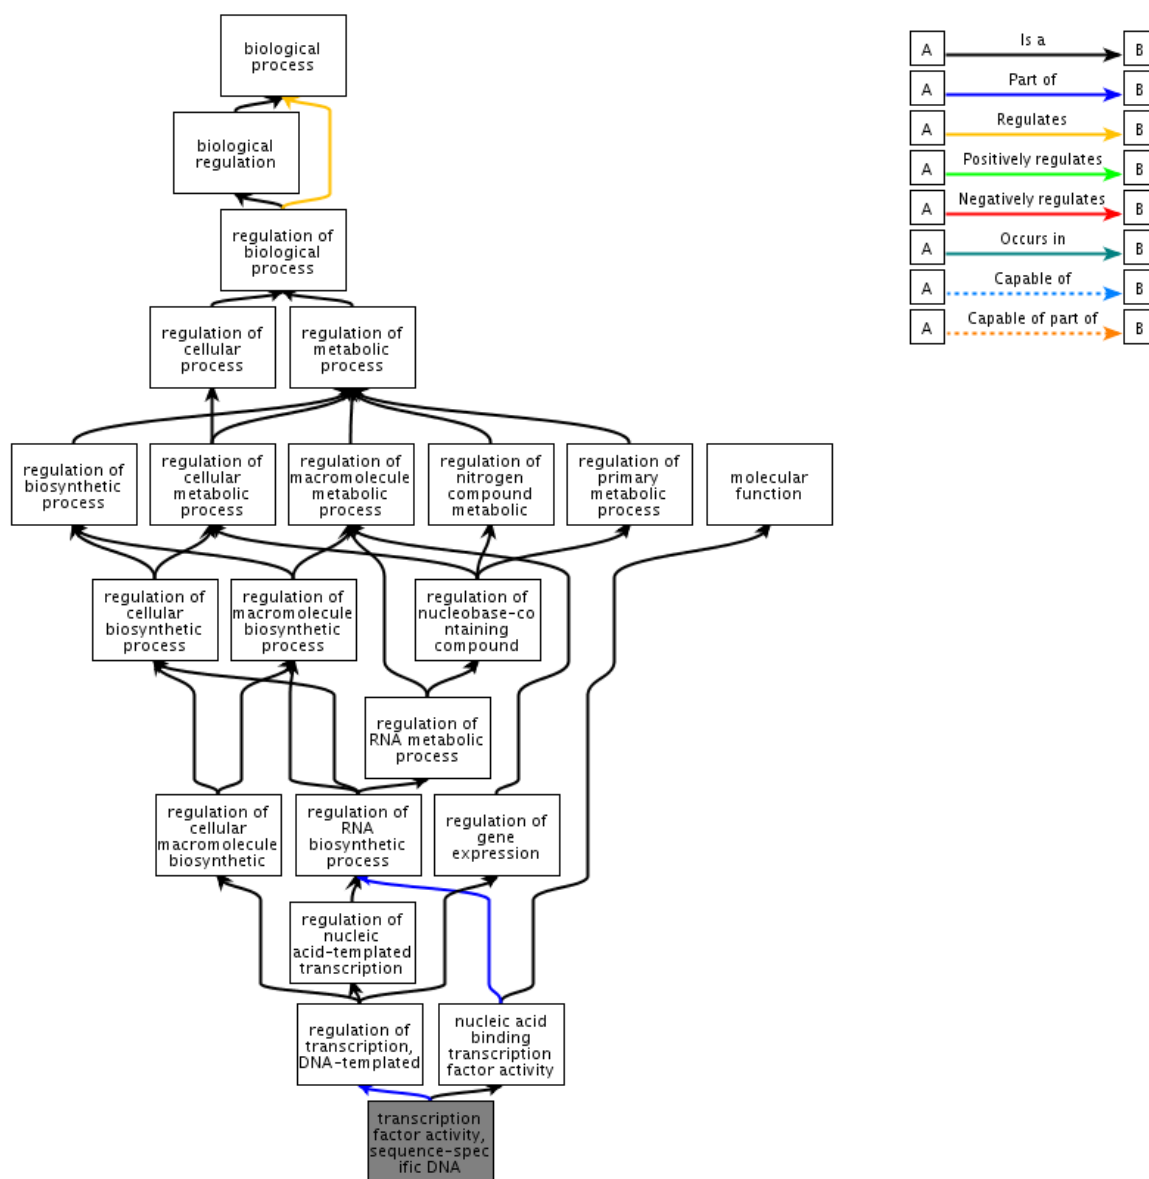 biological
process
biological
regulation
regulation of
biological
process
regulation of
cellular
process
regulation of
metabolic
process
regulation of
biosynthetic
process
regulation of
cellular
metabolic
process
regulation of
macromolecule
metabolic
process
regulation of
nitrogen
compound
metabolic
regulation of
primary
metabolic
process
molecular
function
regulation of
cellular
biosynthetic
process
regulation of
macromolecule
biosynthetic
process
regulation of
nucleobase-co
ntaining
compound
regulation of
RNA metabolic
process
regulation of
cellular
macromolecule
biosynthetic
regulation of
RNA
biosynthetic
process
regulation of
gene
expression
regulation of
nucleic
acid-templated
transcription
regulation of
transcription,
DNA-templated
nucleic acid
binding
transcription
factor activity
transcription
factor activity,
sequence-spec
ific DNA
A Is a B
A Part of B
A Regulates B
A Positively regulates B
A Negatively regulates B
A Occurs in B
A Capable of B
A Capable of part of B